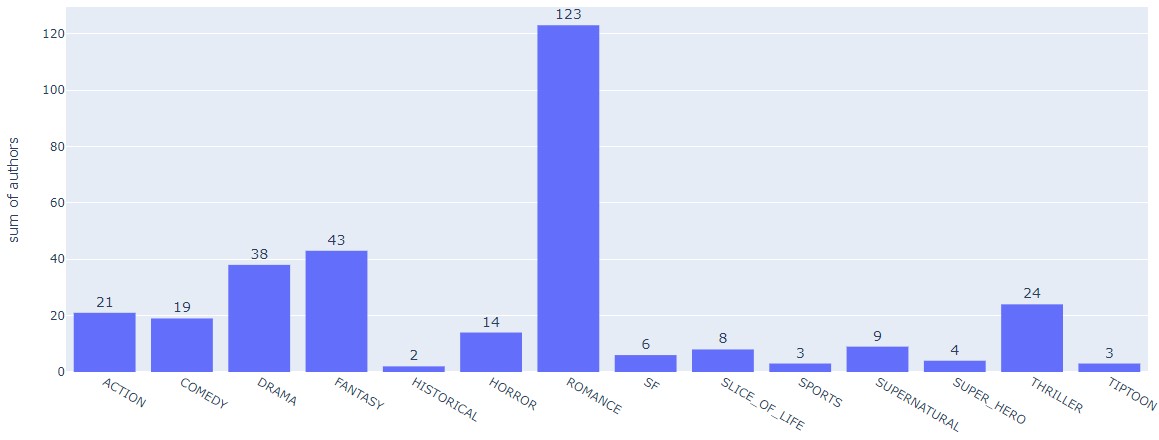 123
120
100
80
60
40
20
0
sum of authors
21
19
38
43
2
14
6
8
3
9
4
24
3
ACTION
COMEDY
DRAMA
FANTASY
HISTORICAL
HORROR
ROMANCE
SF
SLICE_OF_LIFE
SPORTS
SUPERNATURAL
SUPER_HERO
THRILLER
TIPTOON